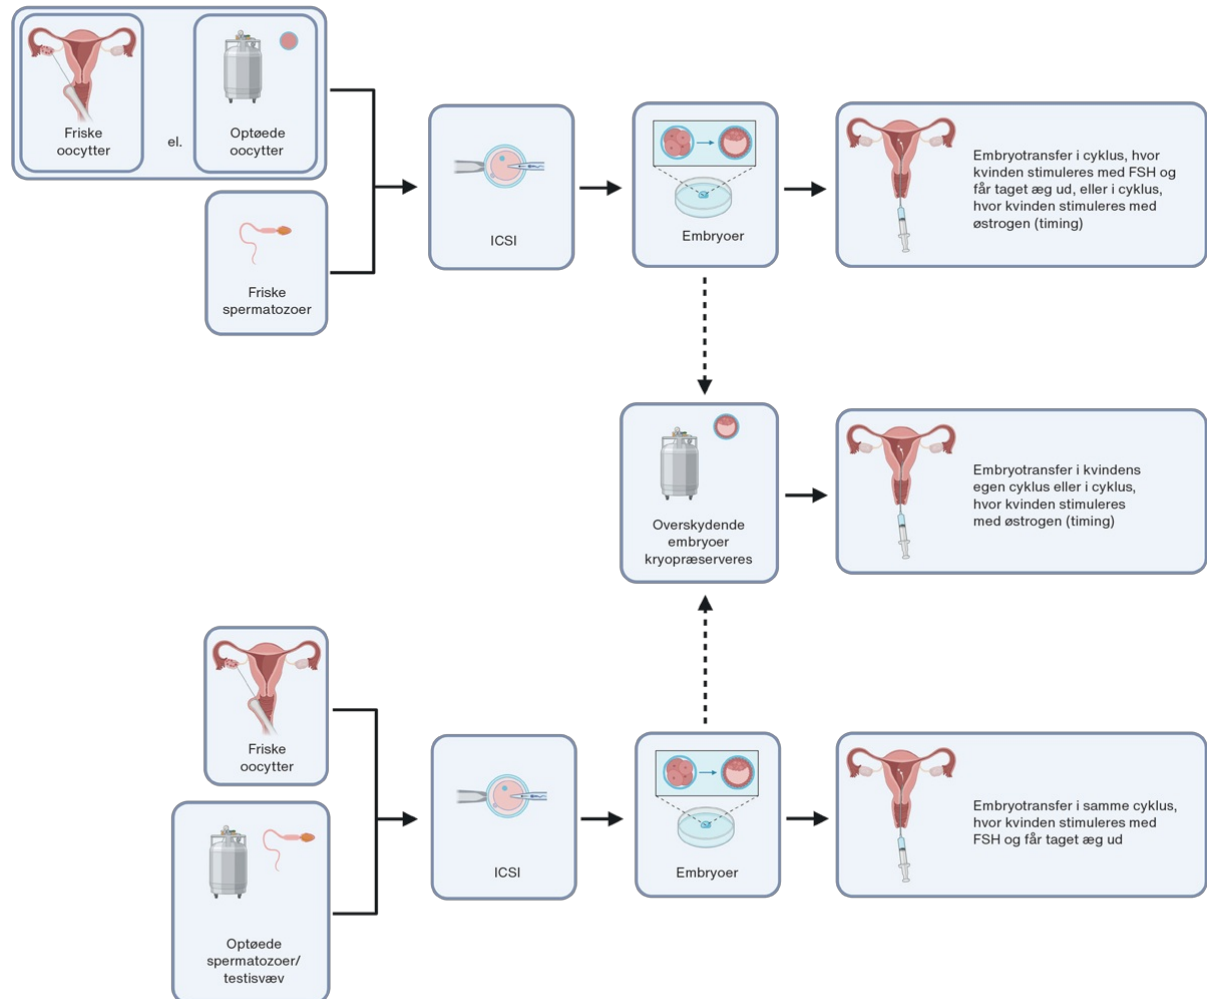 Friske
oocytter
el.
Optøede
oocytter
Friske
spermatozoer
ICSI
Embryoer
Embryotransfer i cyklus, hvor
kvinden stimuleres med FSH og
får taget æg ud, eller i cyklus,
hvor kvinden stimuleres med
østrogen (timing)
Overskydende
embryoer
kryopræserveres
Embryotransfer i kvindens
egen cyklus eller i cyklus,
hvor kvinden stimuleres
med østrogen (timing)
Friske
oocytter
Optøede
spermatozoer/
testisvæv
ICSI
Embryoer
Embryotransfer i samme cyklus,
hvor kvinden stimuleres med
FSH og får taget æg ud